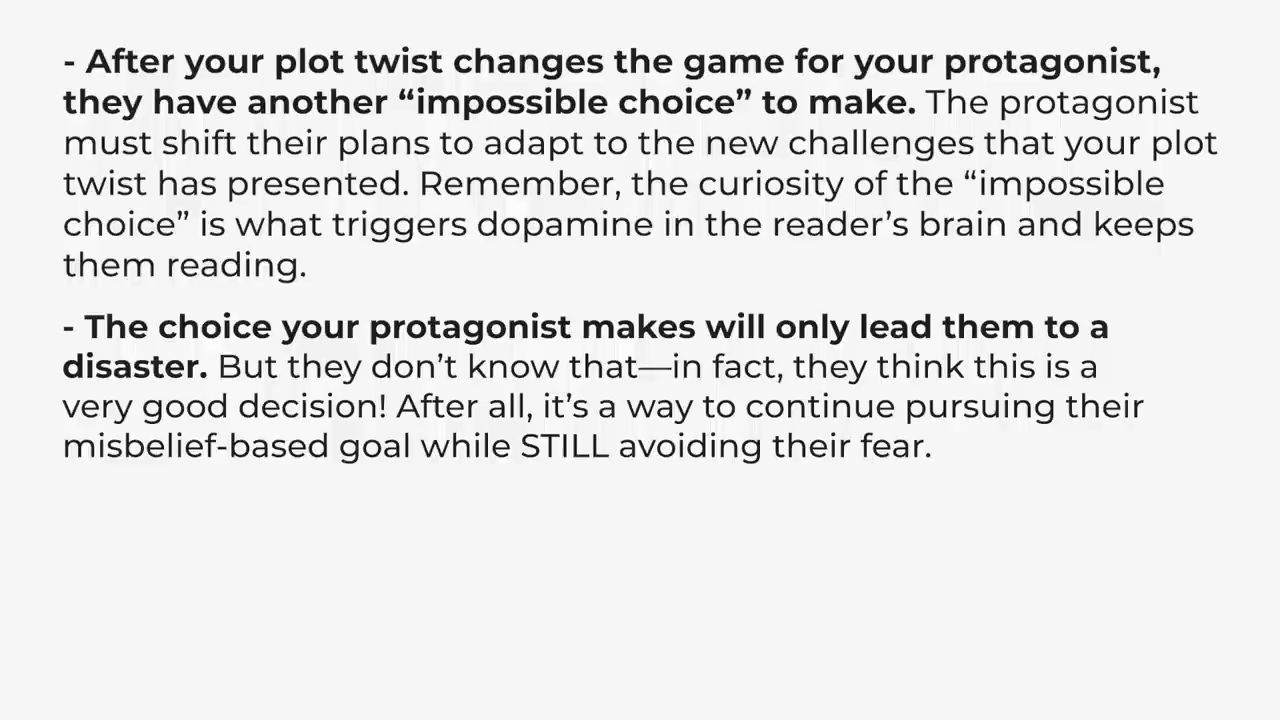 - After your plot twist changes the game for your protagonist,
they have another “impossible choice” to make. The protagonist
must shift their plans to adapt to the new challenges that your plot
twist has presented. Remember, the curiosity of the “impossible
choice” is what triggers dopamine in the reader’s brain and keeps
them reading.
- The choice your protagonist makes will only lead them to a
disaster. But they don’t know that—in fact, they think this is a
very good decision! After all, it’s a way to continue pursuing their
misbelief-based goal while STILL avoiding their fear.